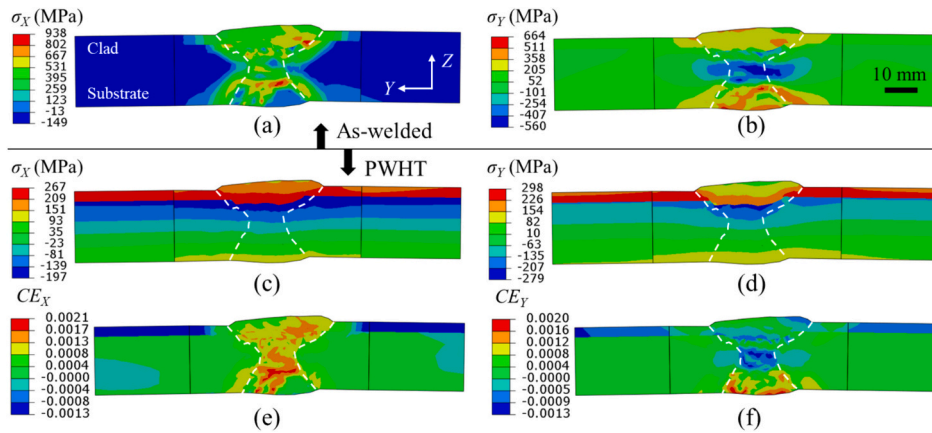 σX (MPa)
938
802
667
531
395
259
123
-13
-149
Clad
Substrate
Z
Y
(a)
σY (MPa)
664
511
358
205
52
-101
-254
-407
-560
10 mm
(b)
As-welded
PWHT
σX (MPa)
267
209
151
93
35
-23
-81
-139
-197
(c)
σY (MPa)
298
226
154
82
10
-63
-135
-207
-279
(d)
CEX
0.0021
0.0017
0.0013
0.0008
0.0004
-0.0000
-0.0004
-0.0008
-0.0013
(e)
CEY
0.0020
0.0016
0.0012
0.0008
0.0004
-0.0001
-0.0005
-0.0009
-0.0013
(f)